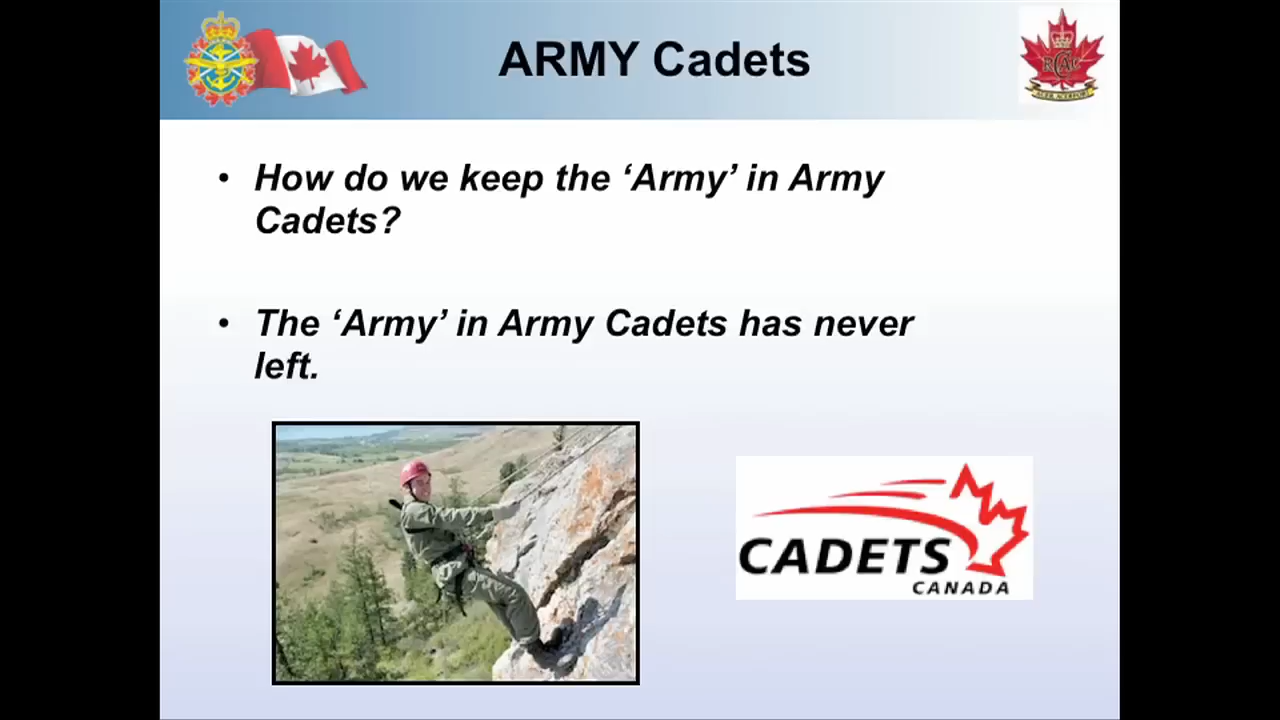 ARMY Cadets
RCAC
• How do we keep the ‘Army’ in Army
Cadets?
• The ‘Army’ in Army Cadets has never
left.
CADETS
CANADA